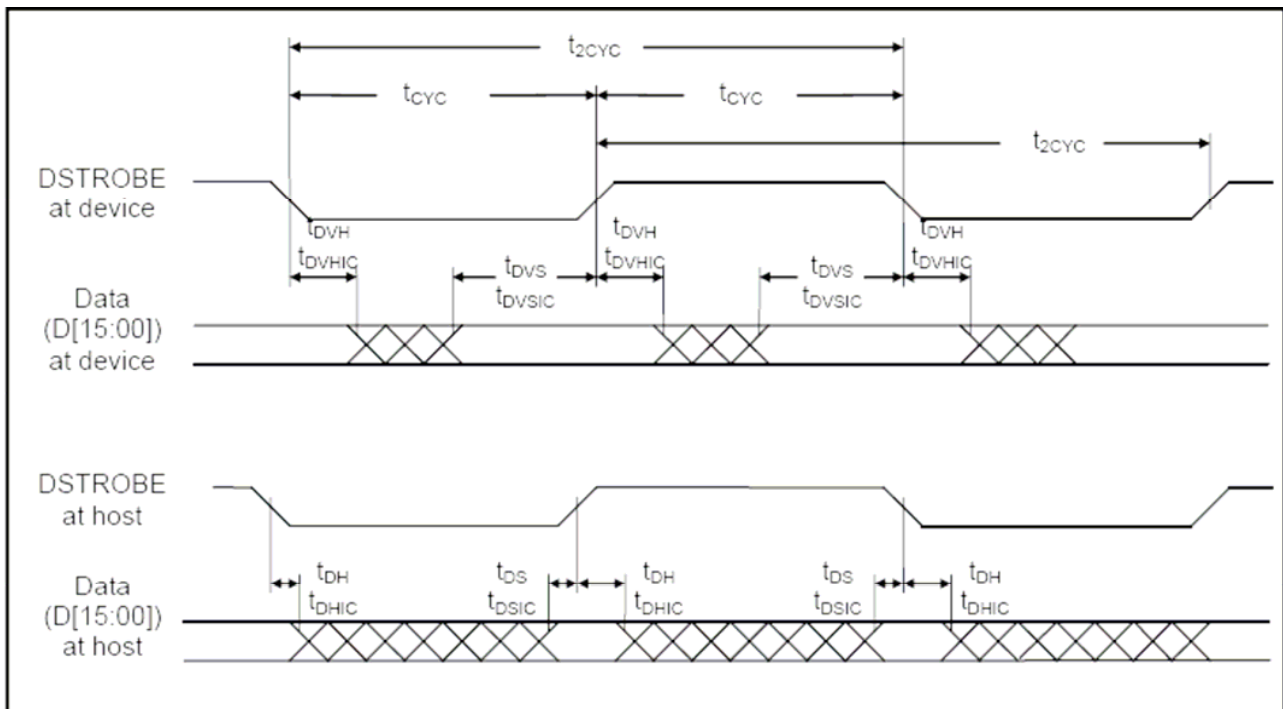 t2CYC
tCYC tCYC
t2CYC
DSTROBE
at device
tDVH tDVH tDVH
tDVHIC tDVS tDVHIC tDVS tDVHIC
tDVSIC tDVSIC
Data
(D[15:00])
at device
DSTROBE
at host
tDH tDS tDH tDS tDH
tDHIC tDSIC tDHIC tDSIC tDHIC
Data
(D[15:00])
at host